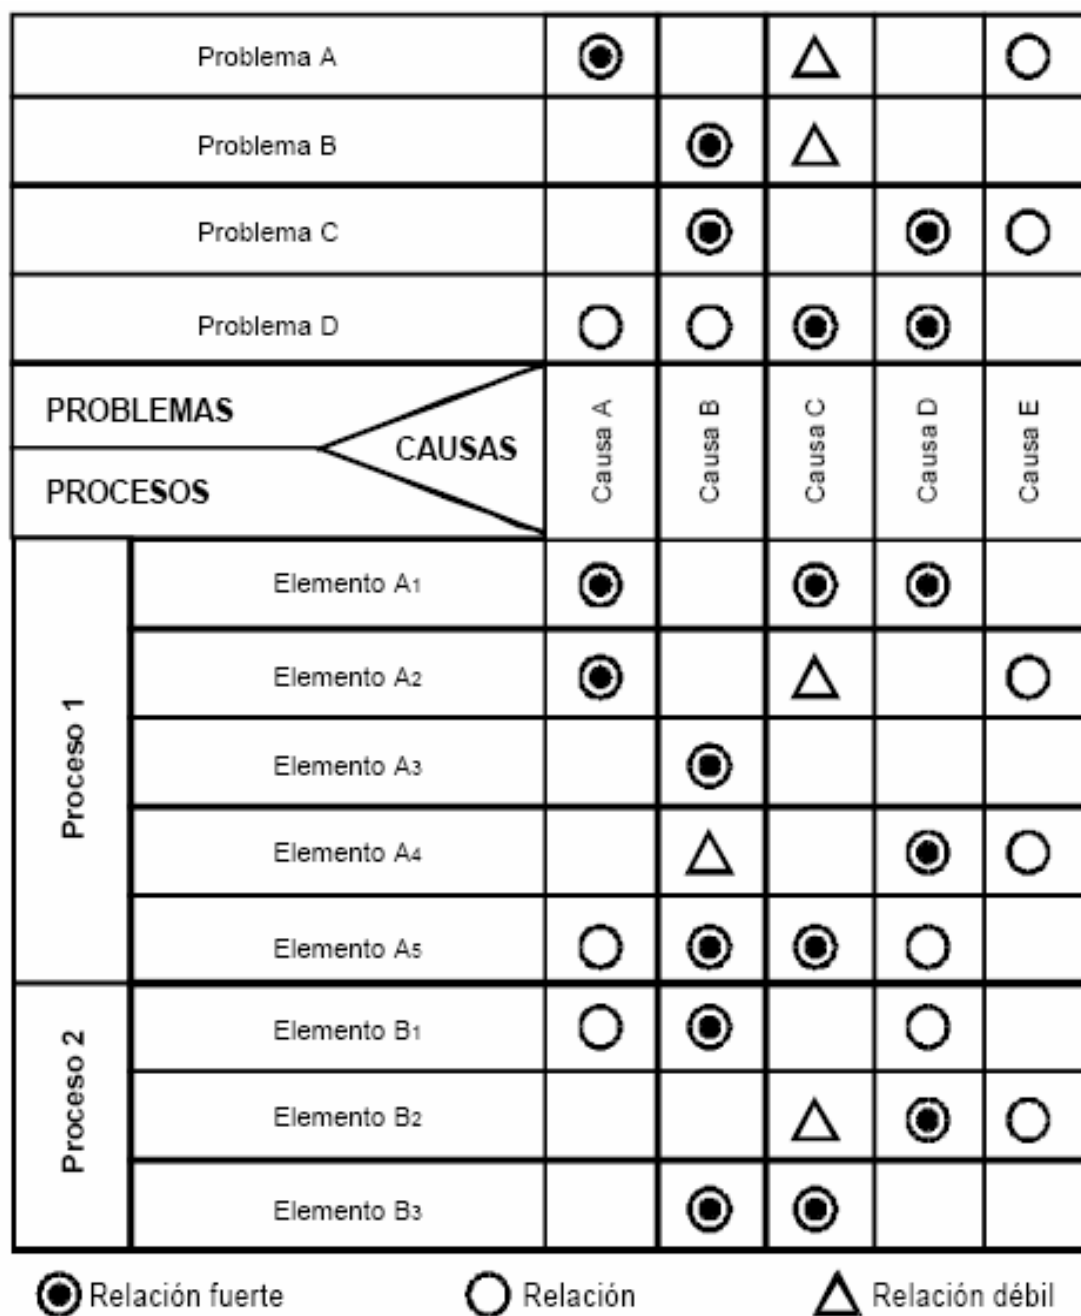 Problema A
Problema B
Problema C
Problema D
PROBLEMAS
CAUSAS
PROCESOS
Causa A
Causa B
Causa C
Causa D
Causa E
Proceso 1
Elemento A1
Elemento A2
Elemento A3
Elemento A4
Elemento A5
Proceso 2
Elemento B1
Elemento B2
Elemento B3
Relación fuerte
Relación
Relación débil